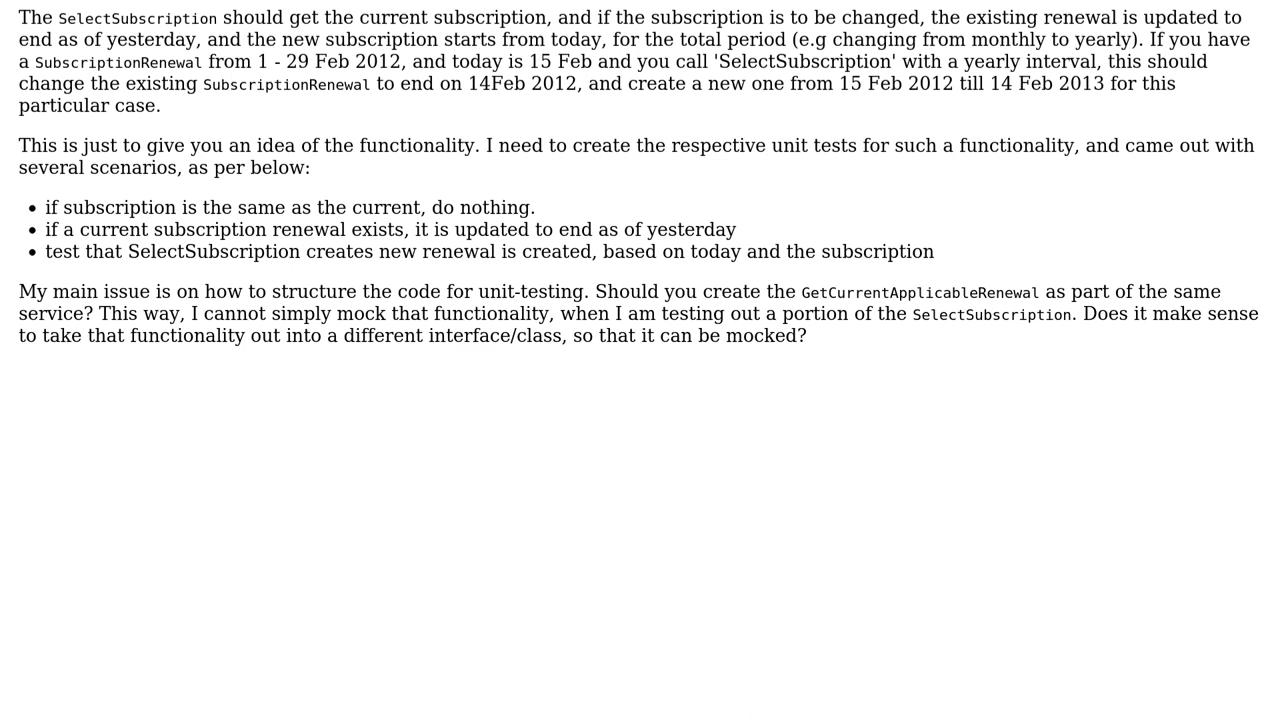 The SelectSubscription should get the current subscription, and if the subscription is to be changed, the existing renewal is updated to
end as of yesterday, and the new subscription starts from today, for the total period (e.g changing from monthly to yearly). If you have
a SubscriptionRenewal from 1 - 29 Feb 2012, and today is 15 Feb and you call 'SelectSubscription' with a yearly interval, this should
change the existing SubscriptionRenewal to end on 14Feb 2012, and create a new one from 15 Feb 2012 till 14 Feb 2013 for this
particular case.
This is just to give you an idea of the functionality. I need to create the respective unit tests for such a functionality, and came out with
several scenarios, as per below:
• if subscription is the same as the current, do nothing.
• if a current subscription renewal exists, it is updated to end as of yesterday
• test that SelectSubscription creates new renewal is created, based on today and the subscription
My main issue is on how to structure the code for unit-testing. Should you create the GetCurrentApplicableRenewal as part of the same
service? This way, I cannot simply mock that functionality, when I am testing out a portion of the SelectSubscription. Does it make sense
to take that functionality out into a different interface/class, so that it can be mocked?